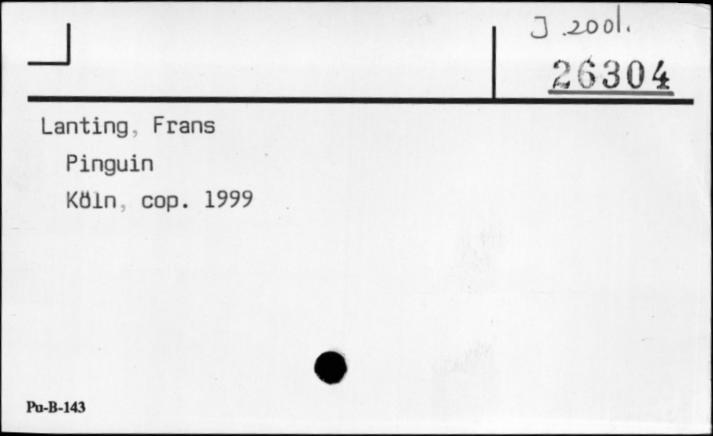 J 2001.
26304
Lanting, Frans
Pinguin
Köln, cop. 1999
Pu-B-143